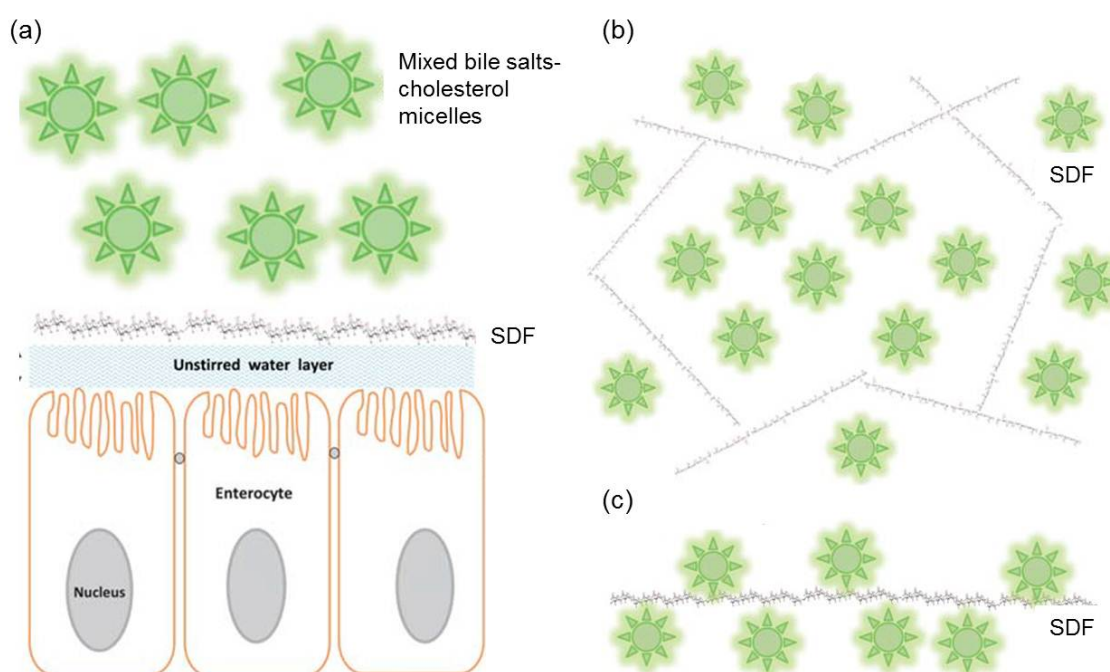 (a)
Mixed bile salts-
cholesterol
micelles
SDF
Unstirred water layer
Enterocyte
Nucleus
(b)
SDF
(c)
SDF